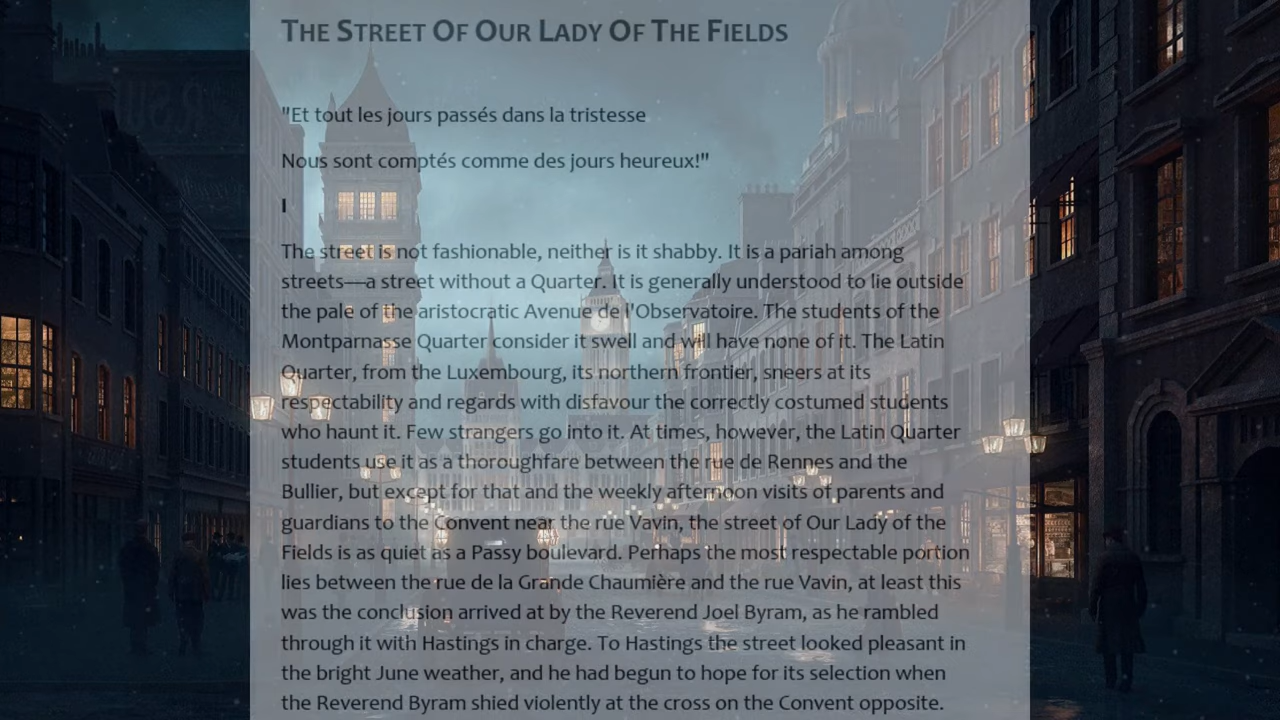 The Street Of Our Lady Of The Fields
"Et tout les jours passés dans la tristesse
Nous sont comptés comme des jours heureux!"
I
The street is not fashionable, neither is it shabby. It is a pariah among
streets—a street without a Quarter. It is generally understood to lie outside
the pale of the aristocratic Avenue de l'Observatoire. The students of the
Montparnasse Quarter consider it swell and will have none of it. The Latin
Quarter, from the Luxembourg, its northern frontier, sneers at its
respectability and regards with disfavour the correctly costumed students
who haunt it. Few strangers go into it. At times, however, the Latin Quarter
students use it as a thoroughfare between the rue de Rennes and the
Bullier, but except for that and the weekly afternoon visits of parents and
guardians to the Convent near the rue Vavin, the street of Our Lady of the
Fields is as quiet as a Passy boulevard. Perhaps the most respectable portion
lies between the rue de la Grande Chaumière and the rue Vavin, at least this
was the conclusion arrived at by the Reverend Joel Byram, as he rambled
through it with Hastings in charge. To Hastings the street looked pleasant in
the bright June weather, and he had begun to hope for its selection when
the Reverend Byram shied violently at the cross on the Convent opposite.